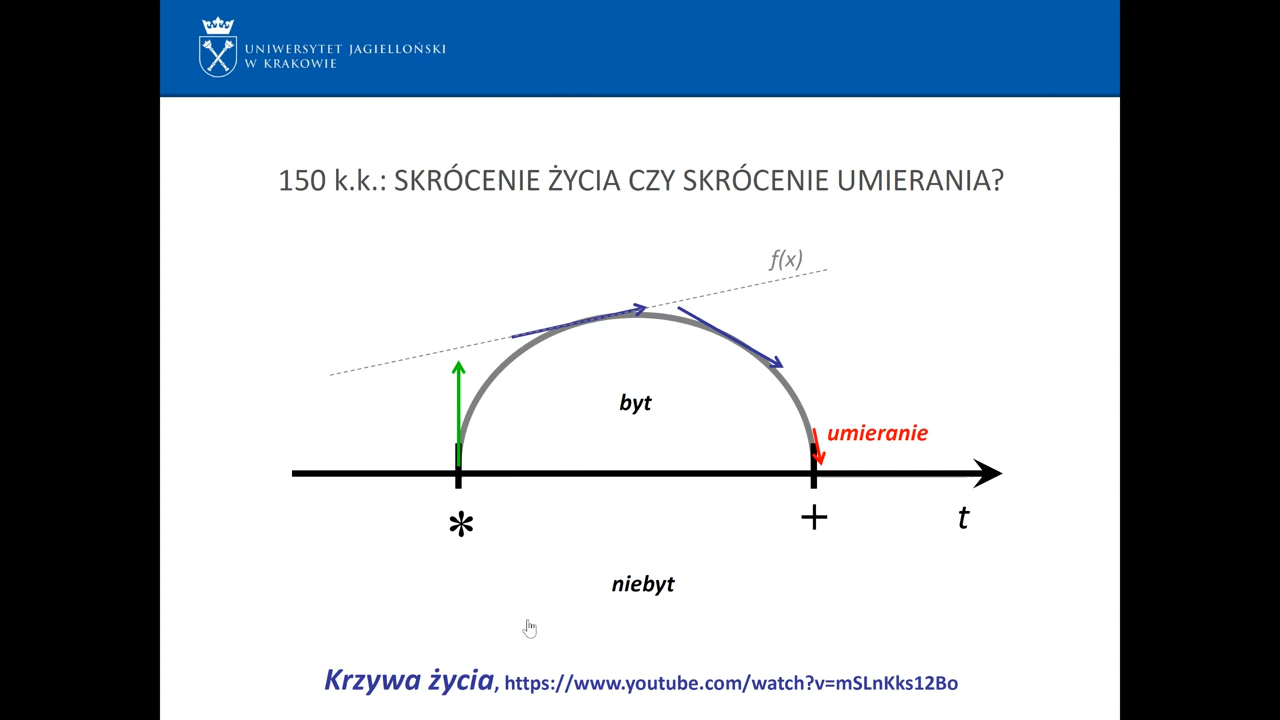 UNIWERSYTET JAGIELLOŃSKI
W KRAKOWIE
150 k.k.: SKRÓCENIE ŻYCIA CZY SKRÓCENIE UMIERANIA?
f(x)
byt
umieranie
* + t
niebyt
Krzywa życia, https://www.youtube.com/watch?v=mSLnKks12Bo